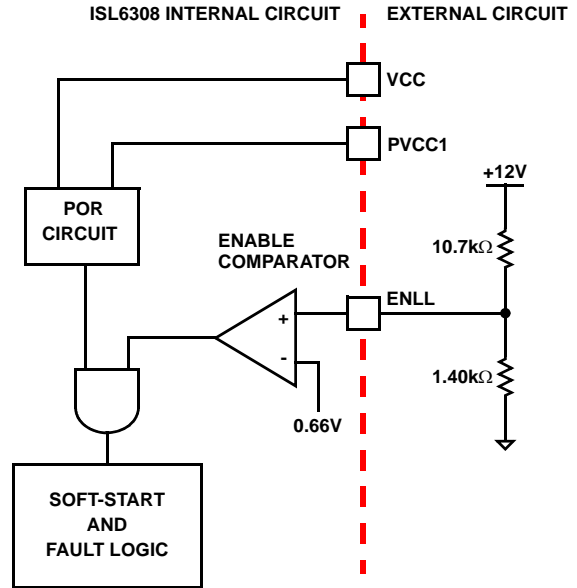 ISL6308 INTERNAL CIRCUIT
EXTERNAL CIRCUIT
VCC
PVCC1
+12V
POR
CIRCUIT
10.7kΩ
ENABLE
COMPARATOR
ENLL
+
-
1.40kΩ
0.66V
SOFT-START
AND
FAULT LOGIC